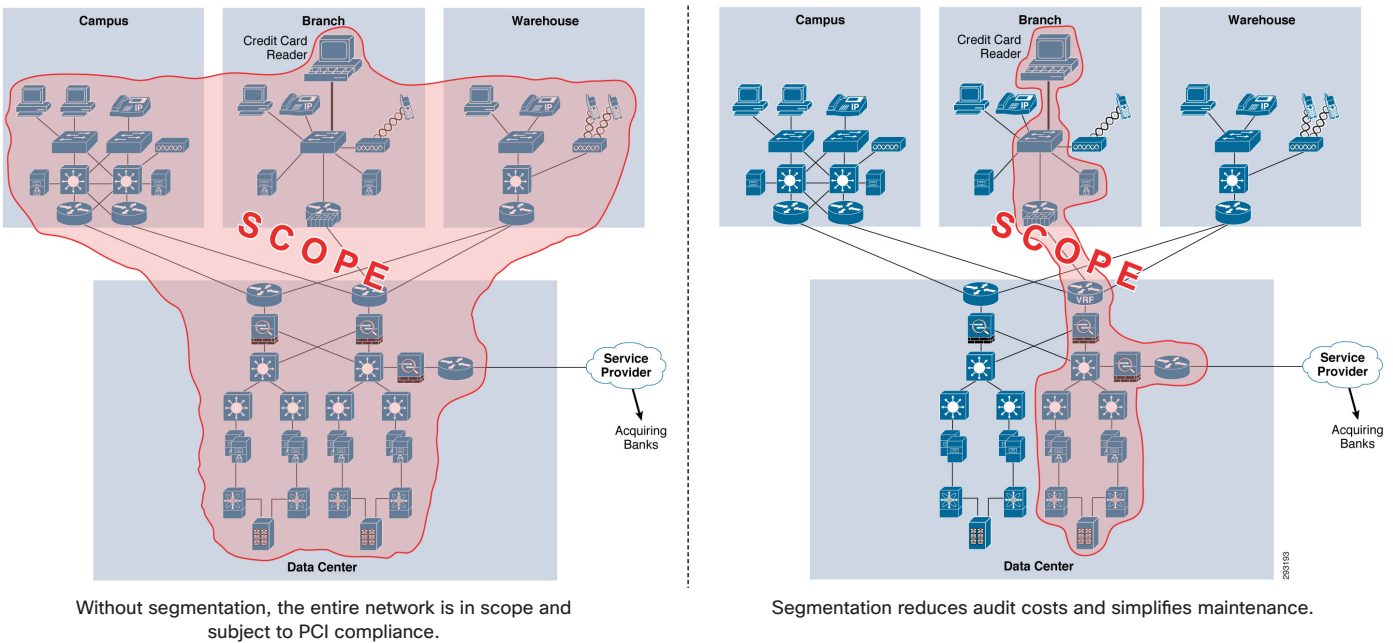 Campus
Branch
Warehouse
Credit Card
Reader
IP
IP
IP
SCOPE
Data Center
Service
Provider
Acquiring
Banks
Without segmentation, the entire network is in scope and
subject to PCI compliance.
Campus
Branch
Warehouse
Credit Card
Reader
IP
IP
IP
SCOPE
VRF
Data Center
Service
Provider
Acquiring
Banks
293193
Segmentation reduces audit costs and simplifies maintenance.